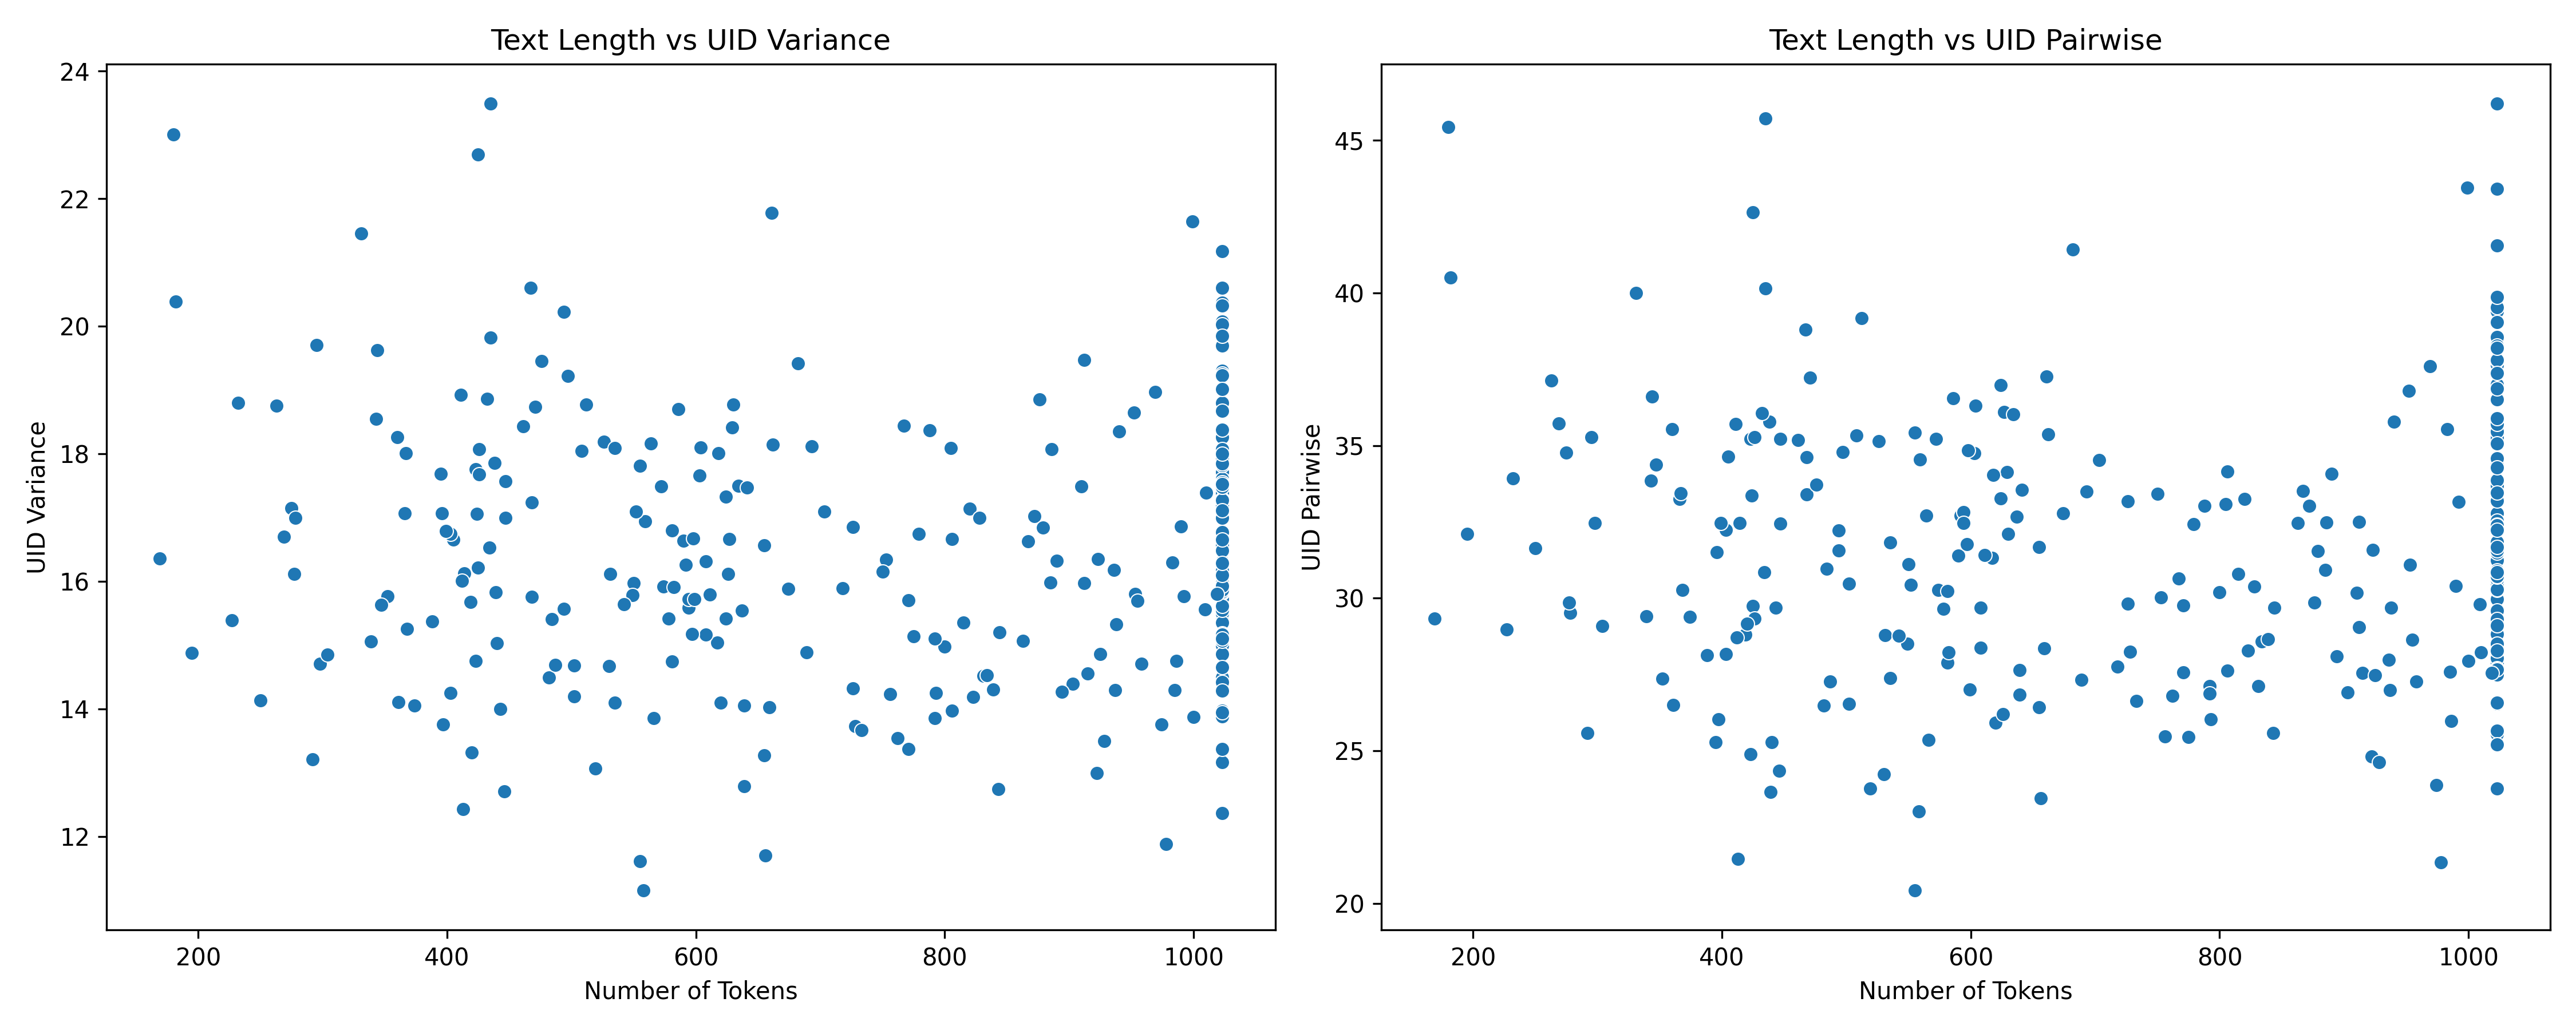 Text Length vs UID Variance
24
22
20
18
16
14
12
UID Variance
200 400 600 800 1000
Number of Tokens
Text Length vs UID Pairwise
45
40
35
30
25
20
UID Pairwise
200 400 600 800 1000
Number of Tokens